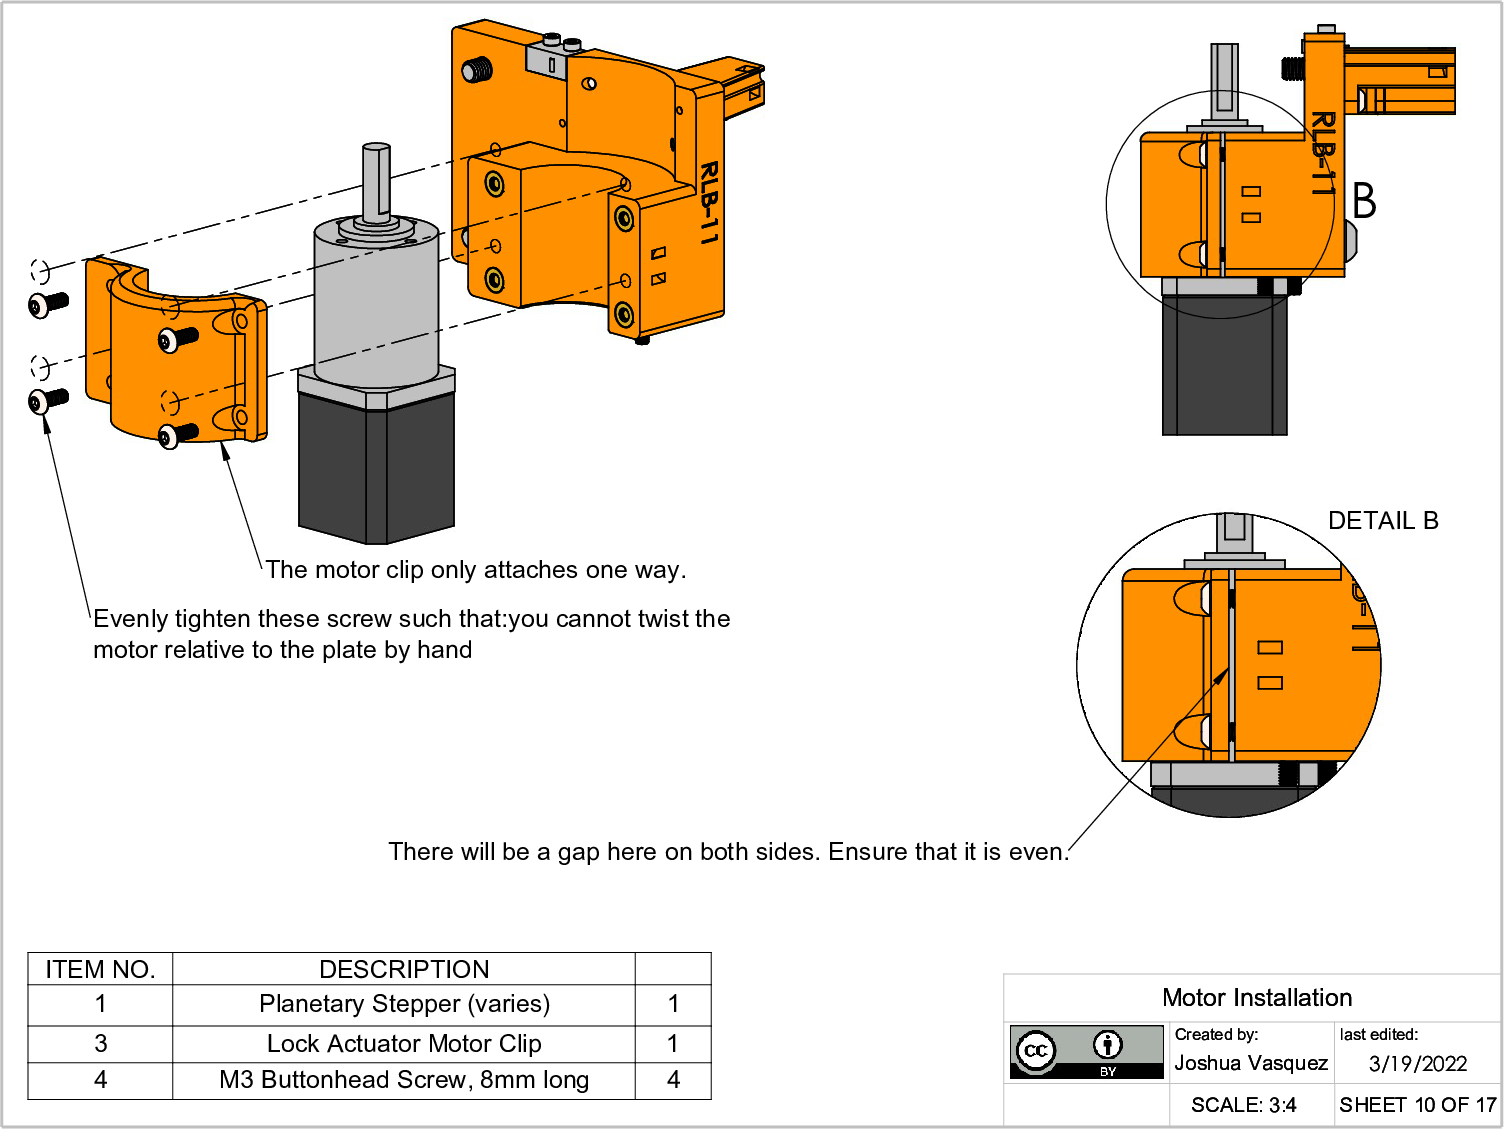 RLB-11
RLB-11
B
DETAIL B
The motor clip only attaches one way.
Evenly tighten these screw such that:you cannot twist the
motor relative to the plate by hand
There will be a gap here on both sides. Ensure that it is even.
ITEM NO. DESCRIPTION
1 Planetary Stepper (varies) 1
3 Lock Actuator Motor Clip 1
4 M3 Buttonhead Screw, 8mm long 4
Motor Installation
cc BY
Created by: last edited:
Joshua Vasquez 3/19/2022
SCALE: 3:4 SHEET 10 OF 17